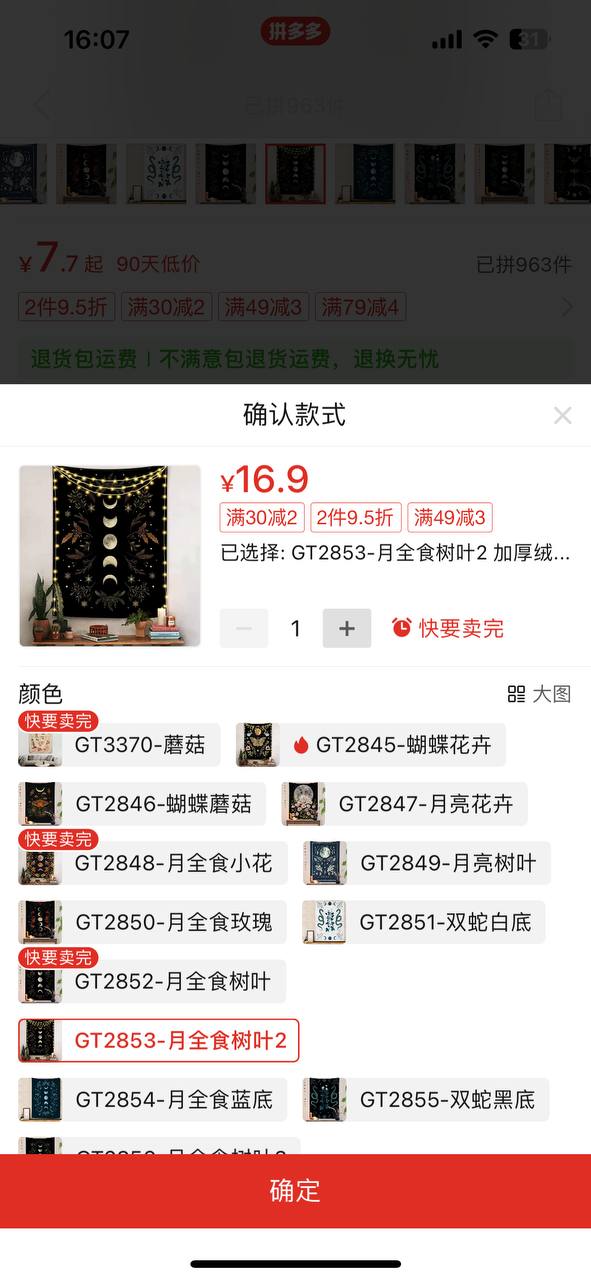 16:07
拼多多
31
已拼963件
¥7.7起 90天低价
已拼963件
2件9.5折 满30减2 满49减3 满79减4
退货包运费 | 不满意包退货运费，退换无忧
确认款式
¥16.9
满30减2 2件9.5折 满49减3
已选择: GT2853-月全食树叶2 加厚绒...
1
快要卖完
颜色
大图
快要卖完
GT3370-蘑菇
GT2845-蝴蝶花卉
GT2846-蝴蝶蘑菇
GT2847-月亮花卉
快要卖完
GT2848-月全食小花
GT2849-月亮树叶
GT2850-月全食玫瑰
GT2851-双蛇白底
快要卖完
GT2852-月全食树叶
GT2853-月全食树叶2
GT2854-月全食蓝底
GT2855-双蛇黑底
确定